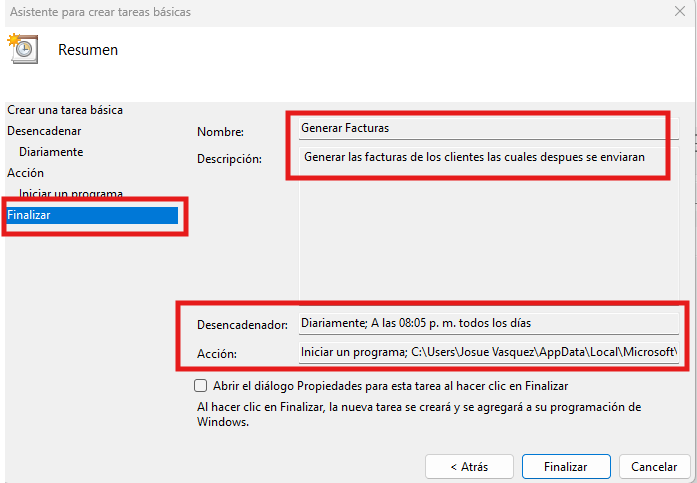 Asistente para crear tareas básicas
Resumen
Crear una tarea básica
Desencadenar
Diariamente
Acción
Iniciar un programa
Finalizar
Nombre: Generar Facturas
Descripción: Generar las facturas de los clientes las cuales despues se enviaran
Desencadenador: Diariamente; A las 08:05 p. m. todos los días
Acción: Iniciar un programa; C:\Users\Josue Vasquez\AppData\Local\Microsoft\
Abrir el diálogo Propiedades para esta tarea al hacer clic en Finalizar
Al hacer clic en Finalizar, la nueva tarea se creará y se agregará a su programación de
Windows.
< Atrás Finalizar Cancelar